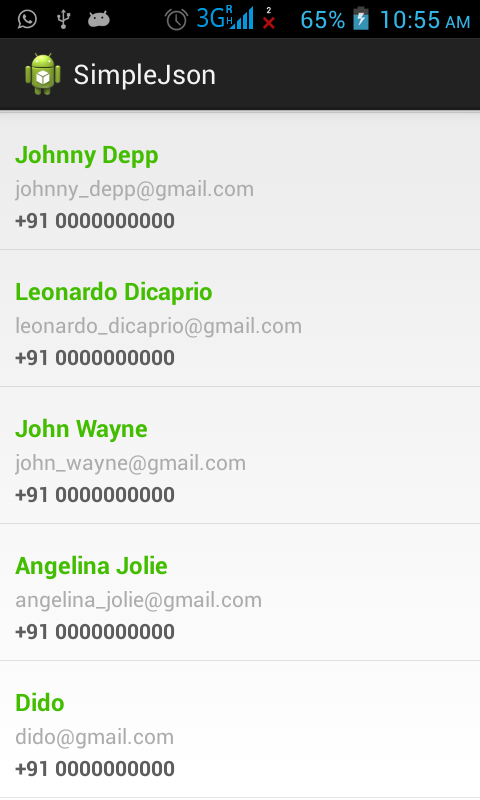 3G R H 2 65% 10:55 AM
SimpleJson
Johnny Depp
johnny_depp@gmail.com
+91 0000000000
Leonardo Dicaprio
leonardo_dicaprio@gmail.com
+91 0000000000
John Wayne
john_wayne@gmail.com
+91 0000000000
Angelina Jolie
angelina_jolie@gmail.com
+91 0000000000
Dido
dido@gmail.com
+91 0000000000